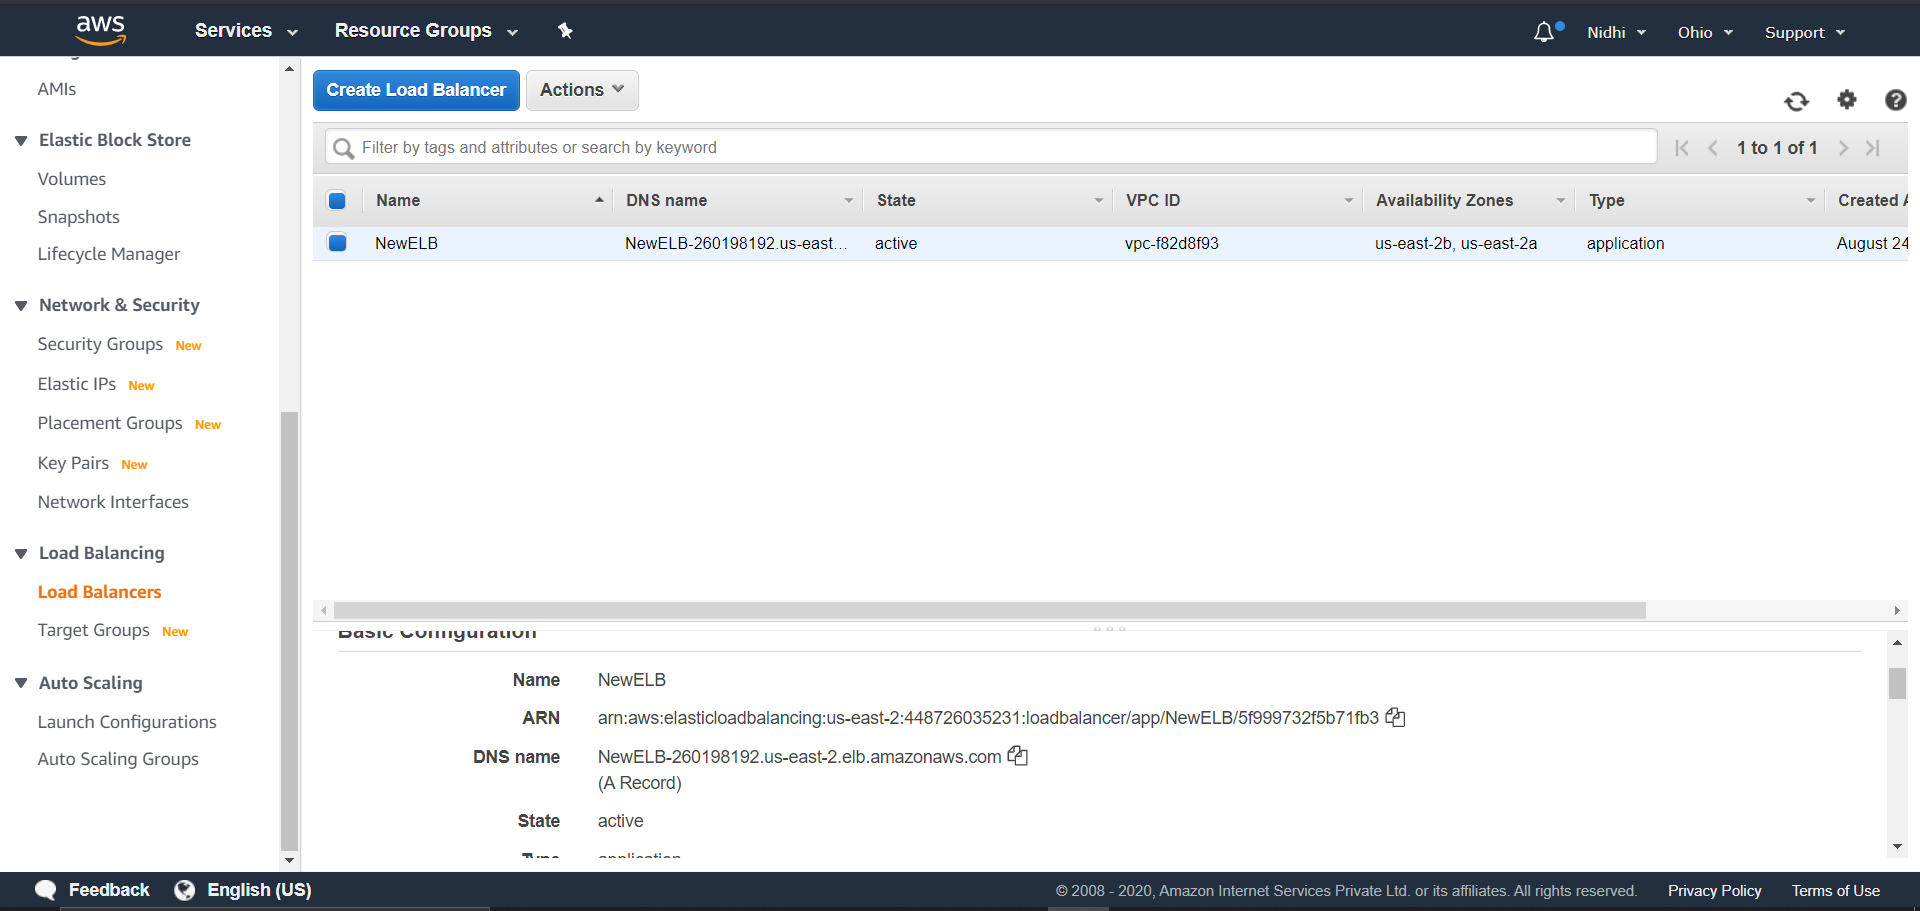 aws Services Resource Groups Nidhi Ohio Support
AMIs
Elastic Block Store
Volumes
Snapshots
Lifecycle Manager
Network & Security
Security Groups New
Elastic IPs New
Placement Groups New
Key Pairs New
Network Interfaces
Load Balancing
Load Balancers
Target Groups New
Auto Scaling
Launch Configurations
Auto Scaling Groups
Create Load Balancer Actions
Filter by tags and attributes or search by keyword 1 to 1 of 1
Name DNS name State VPC ID Availability Zones Type Created A
NewELB NewELB-260198192.us-east... active vpc-f82d8f93 us-east-2b, us-east-2a application August 24
Basic Configuration
Name NewELB
ARN arn:aws:elasticloadbalancing:us-east-2:448726035231:loadbalancer/app/NewELB/5f999732f5b71fb3
DNS name NewELB-260198192.us-east-2.elb.amazonaws.com
(A Record)
State active
Type application
Feedback English (US) © 2008 - 2020, Amazon Internet Services Private Ltd. or its affiliates. All rights reserved. Privacy Policy Terms of Use